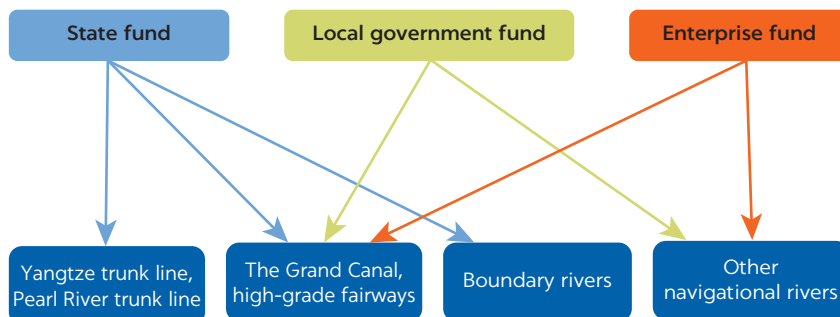 State fund
Local government fund
Enterprise fund
Yangtze trunk line,
Pearl River trunk line
The Grand Canal,
high-grade fairways
Boundary rivers
Other
navigational rivers